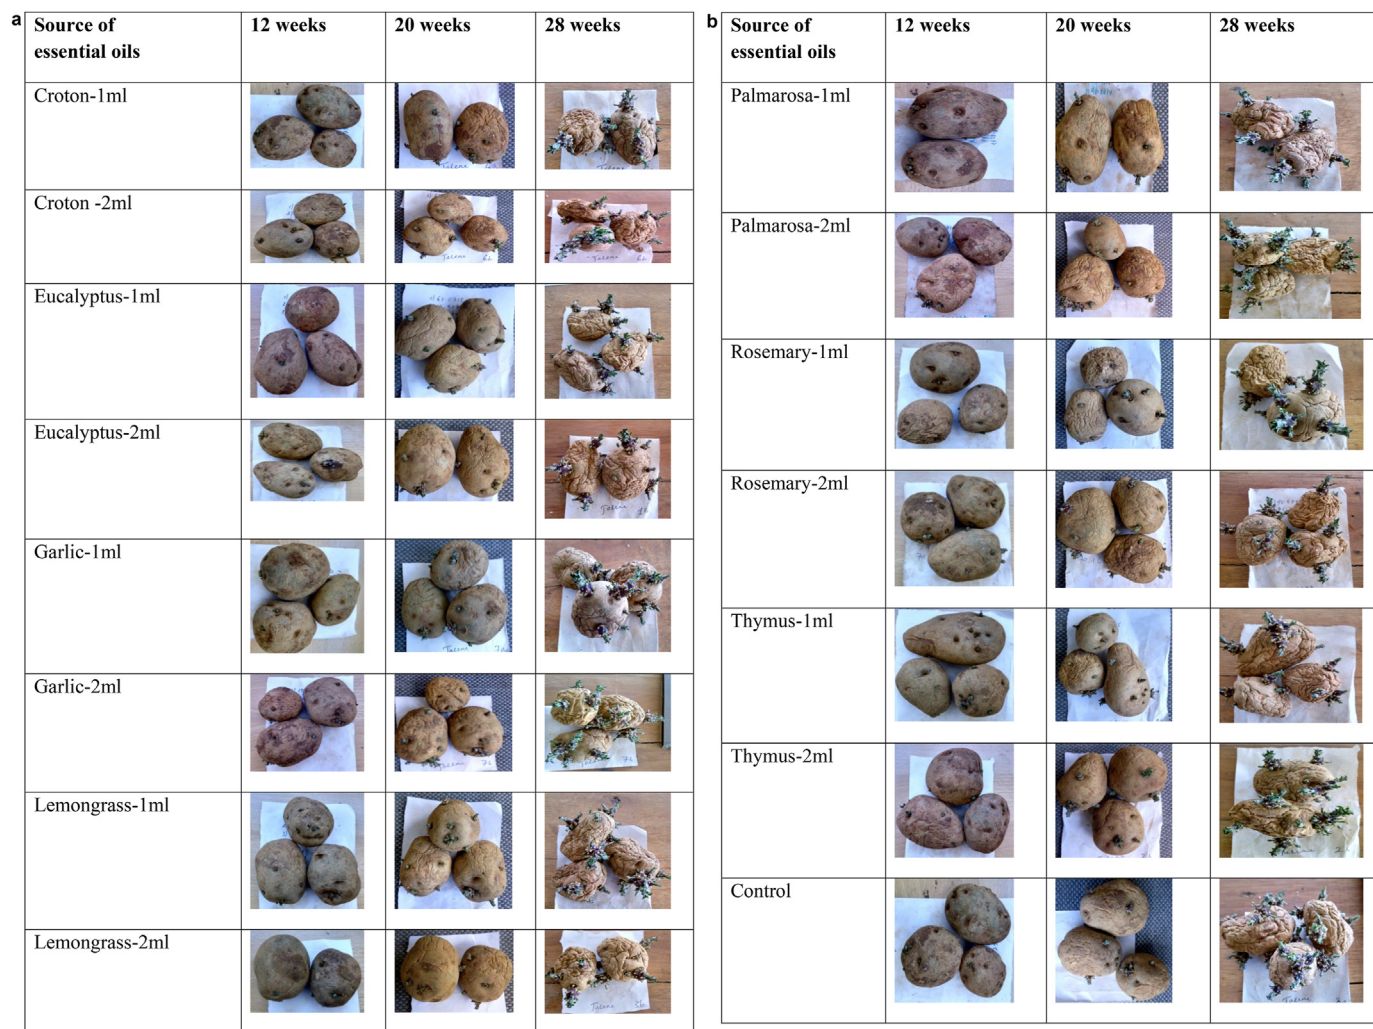 a
Source of essential oils 12 weeks 20 weeks 28 weeks
Croton-1ml
Croton -2ml
Eucalyptus-1ml
Eucalyptus-2ml
Garlic-1ml
Garlic-2ml
Lemongrass-1ml
Lemongrass-2ml
b
Source of essential oils 12 weeks 20 weeks 28 weeks
Palmarosa-1ml
Palmarosa-2ml
Rosemary-1ml
Rosemary-2ml
Thymus-1ml
Thymus-2ml
Control